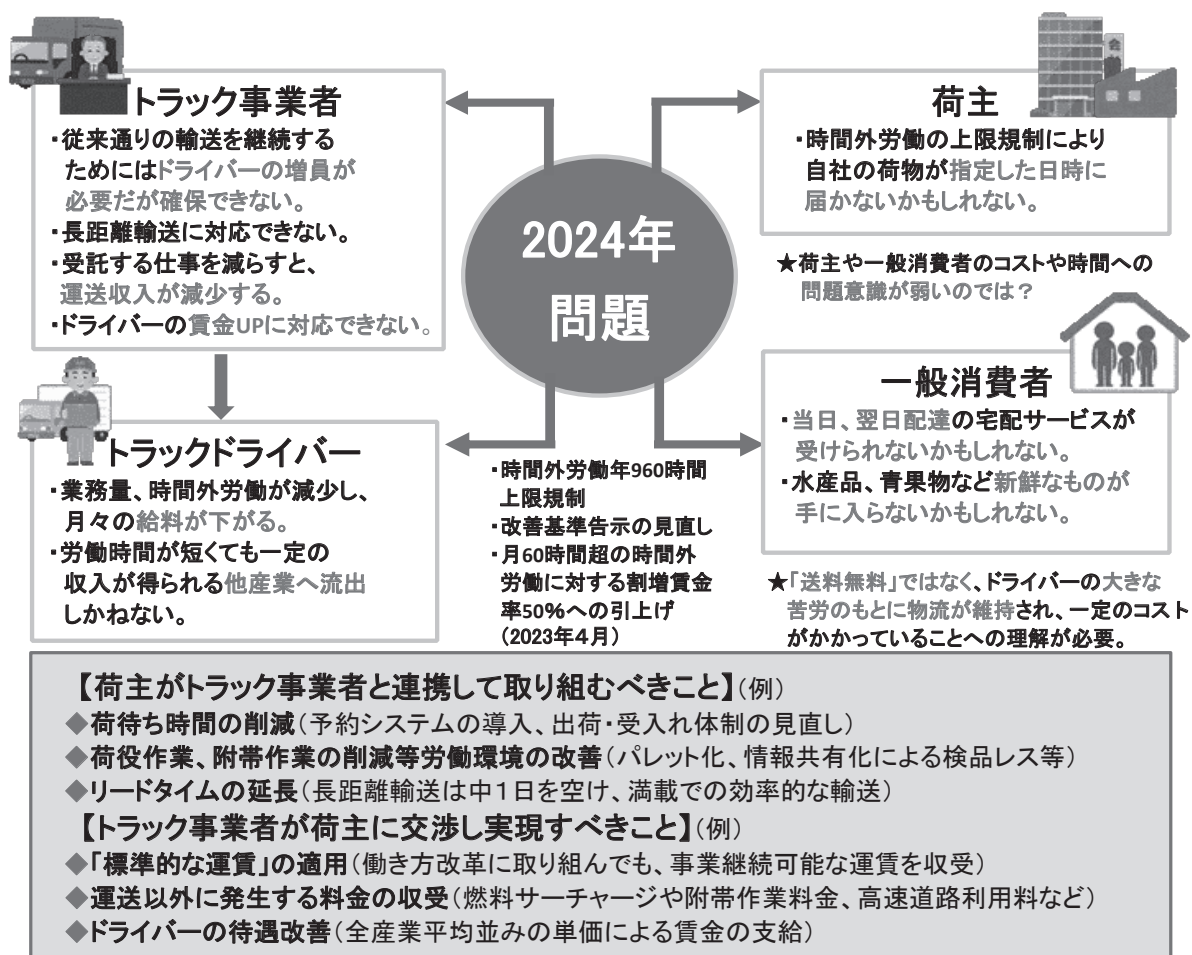 トラック事業者
・従来通りの輸送を継続する
ためにはドライバーの増員が
必要だが確保できない。
・長距離輸送に対応できない。
・受託する仕事を減らすと、
運送収入が減少する。
・ドライバーの賃金UPに対応できない。
荷主
・時間外労働の上限規制により
自社の荷物が指定した日時に
届かないかもしれない。
★荷主や一般消費者のコストや時間への
問題意識が弱いのでは？
2024年
問題
トラックドライバー
・業務量、時間外労働が減少し、
月々の給料が下がる。
・労働時間が短くても一定の
収入が得られる他産業へ流出
しかねない。
・時間外労働年960時間
上限規制
・改善基準告示の見直し
・月60時間超の時間外
労働に対する割増賃金
率50％への引上げ
（2023年４月）
一般消費者
・当日、翌日配達の宅配サービスが
受けられないかもしれない。
・水産品、青果物など新鮮なものが
手に入らないかもしれない。
★「送料無料」ではなく、ドライバーの大きな
苦労のもとに物流が維持され、一定のコスト
がかかっていることへの理解が必要。
【荷主がトラック事業者と連携して取り組むべきこと】（例）
◆荷待ち時間の削減（予約システムの導入、出荷・受入れ体制の見直し）
◆荷役作業、附帯作業の削減等労働環境の改善（パレット化、情報共有化による検品レス等）
◆リードタイムの延長（長距離輸送は中１日を空け、満載での効率的な輸送）
【トラック事業者が荷主に交渉し実現すべきこと】（例）
◆「標準的な運賃」の適用（働き方改革に取り組んでも、事業継続可能な運賃を収受）
◆運送以外に発生する料金の収受（燃料サーチャージや附帯作業料金、高速道路利用料など）
◆ドライバーの待遇改善（全産業平均並みの単価による賃金の支給）